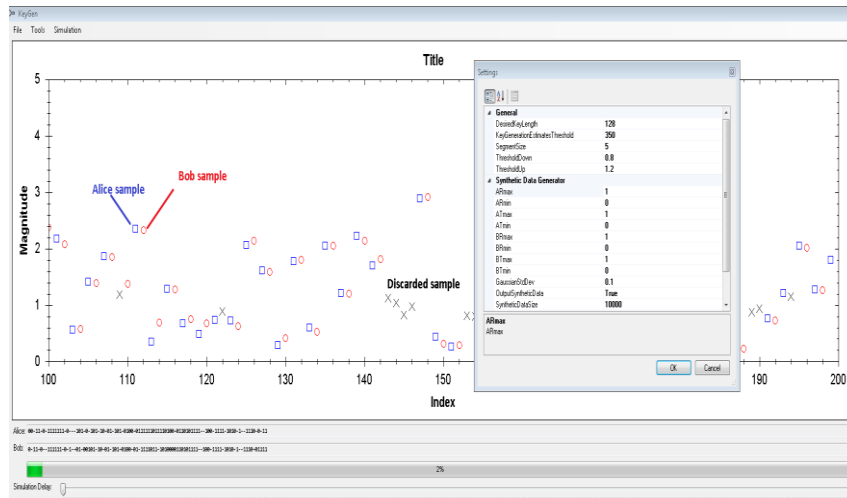 KeyGen
File Tools Simulation
Title
5
4
3
2
1
0
Magnitude
Alice sample
Bob sample
Discarded sample
100 110 120 130 140 150 190 200
Index
Settings
General
DesiredKeyLength 128
KeyGenerationEstimatesThreshold 350
SegmentSize 5
ThresholdDown 0.8
ThresholdUp 1.2
Synthetic Data Generator
ARmax 1
ARmin 0
ATmax 1
ATmin 0
BRmax 1
BRmin 0
BTmax 1
BTmin 0
GaussianStdDev 0.1
OutputSyntheticData True
SyntheticDataSize 10000
ARmax
ARmax
OK Cancel
Alice:
Bob:
2%
Simulation Delay: